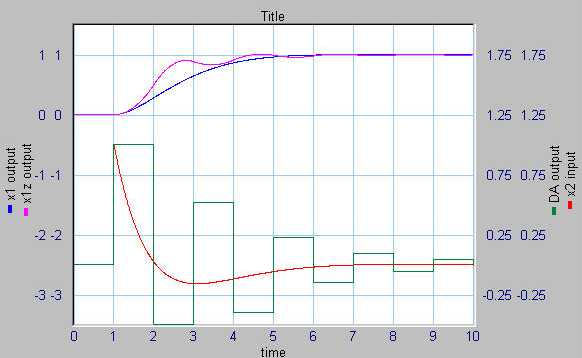 Title
1 1 1.75 1.75
0 0 1.25 1.25
-1 -1 0.75 0.75
-2 -2 0.25 0.25
-3 -3 -0.25 -0.25
x1 output
x1z output
DA output
x2 input
0 1 2 3 4 5 6 7 8 9 10
time